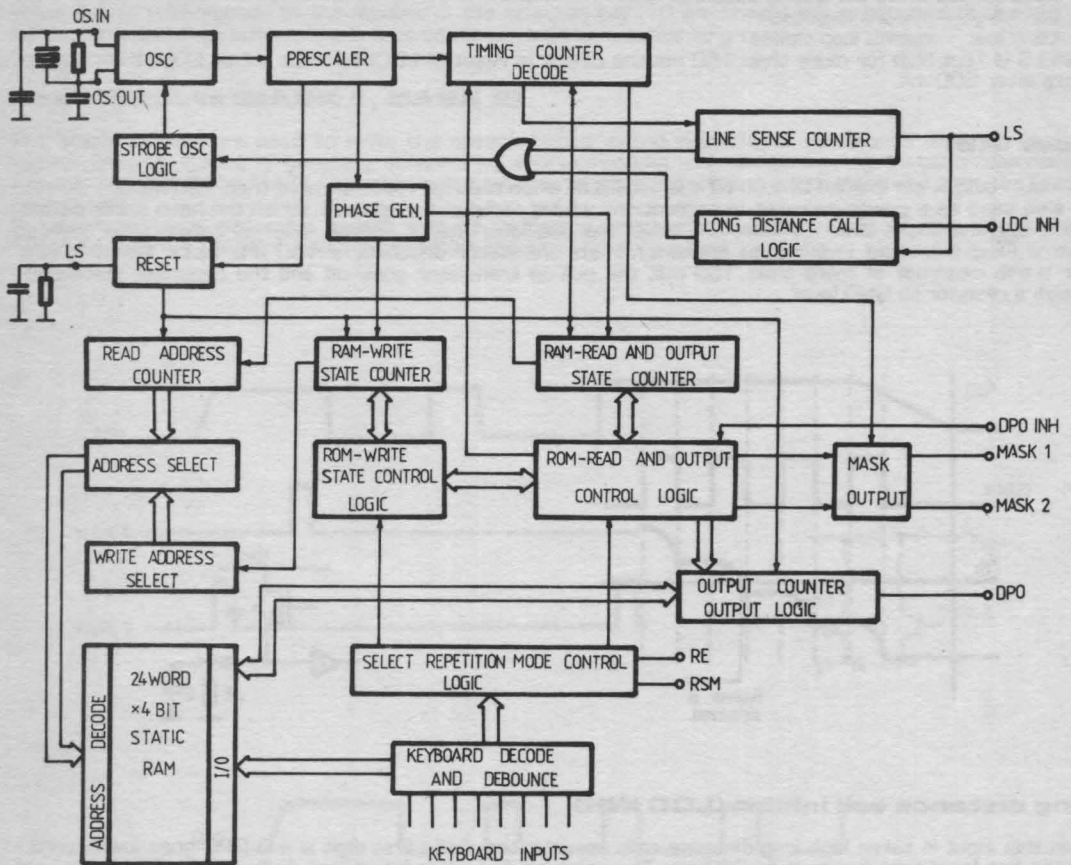 OS.IN
OSC
PRESCALER
TIMING COUNTER
DECODE
OS.OUT
STROBE OSC
LOGIC
LINE SENSE COUNTER
LS
PHASE GEN.
LONG DISTANCE CALL
LOGIC
LDC INH
LS
RESET
READ ADDRESS
COUNTER
RAM-WRITE
STATE COUNTER
RAM-READ AND OUTPUT
STATE COUNTER
DPO INH
MASK 1
ADDRESS SELECT
ROM-WRITE
STATE CONTROL
LOGIC
ROM-READ AND OUTPUT
CONTROL LOGIC
MASK
OUTPUT
MASK 2
WRITE ADDRESS
SELECT
OUTPUT COUNTER
OUTPUT LOGIC
DPO
SELECT REPETITION MODE CONTROL
LOGIC
RE
RSM
ADDRESS DECODE
24WORD
×4 BIT
STATIC
RAM
I/O
KEYBOARD DECODE
AND DEBOUNCE
KEYBOARD INPUTS